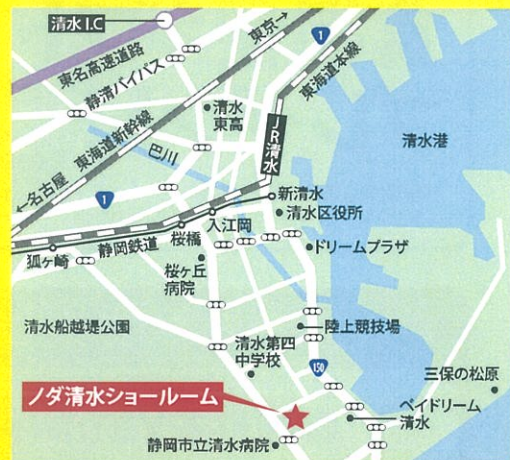 清水I.C
東京→
1
東名高速道路
東海道本線
静清バイパス
清水
東高
JR清水
東海道新幹線
巴川
清水港
←名古屋
1
新清水
清水区役所
入江岡
桜橋
静岡鉄道
狐ヶ崎
ドリームプラザ
桜ヶ丘
病院
清水船越堤公園
陸上競技場
清水第四
中学校
150
三保の松原
ノダ清水ショールーム
ベイドリーム
清水
静岡市立清水病院